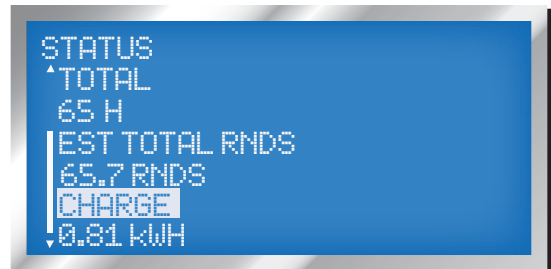 STATUS
TOTAL
65 H
EST TOTAL RNDS
65.7 RNDS
CHARGE
0.81 kWH